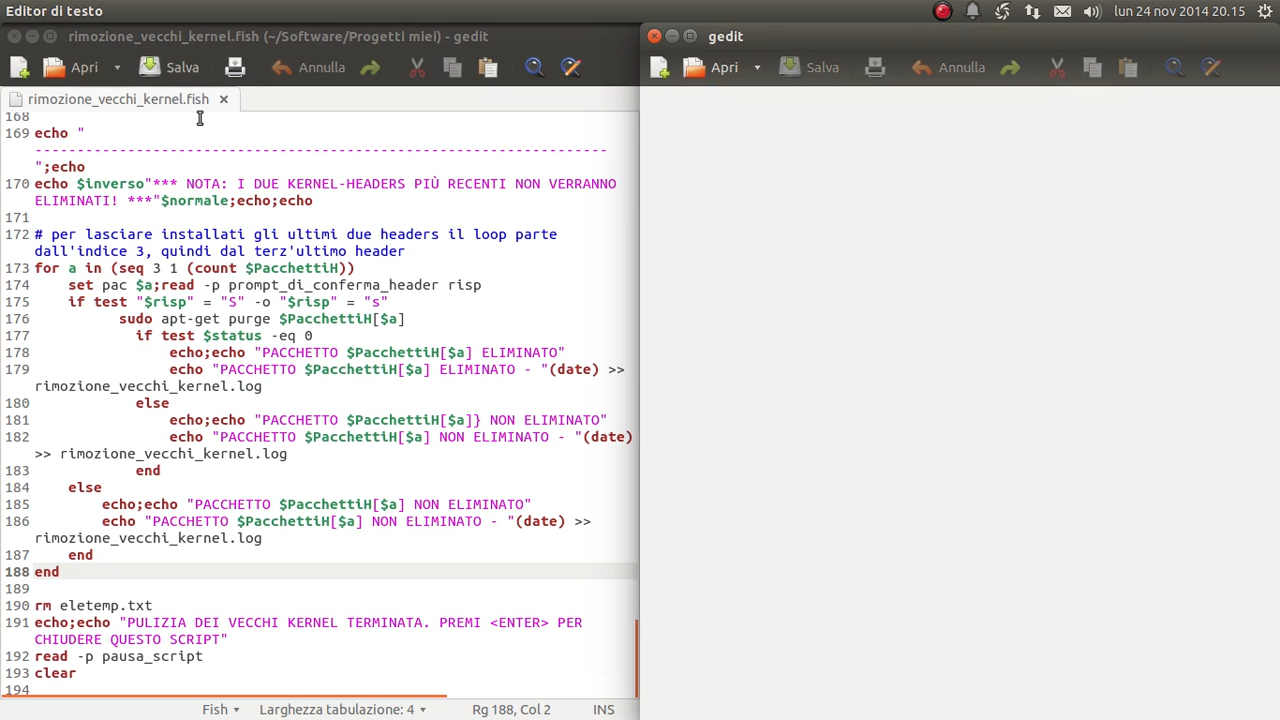 Editor di testo
lun 24 nov 2014 20.15
rimozione_vecchi_kernel.fish (~/Software/Progetti miei) - gedit
Apri
Salva
Annulla
rimozione_vecchi_kernel.fish
168
169 echo "
--------------------------------------------------------------------
";echo
170 echo $inverso"*** NOTA: I DUE KERNEL-HEADERS PIÙ RECENTI NON VERRANNO
ELIMINATI! ***"$normale;echo;echo
171
172 # per lasciare installati gli ultimi due headers il loop parte
dall'indice 3, quindi dal terz'ultimo header
173 for a in (seq 3 1 (count $PacchettiH))
174     set pac $a;read -p prompt_di_conferma_header risp
175     if test "$risp" = "S" -o "$risp" = "s"
176           sudo apt-get purge $PacchettiH[$a]
177             if test $status -eq 0
178                 echo;echo "PACCHETTO $PacchettiH[$a] ELIMINATO"
179                 echo "PACCHETTO $PacchettiH[$a] ELIMINATO - "(date) >>
rimozione_vecchi_kernel.log
180             else
181                 echo;echo "PACCHETTO $PacchettiH[$a]} NON ELIMINATO"
182                 echo "PACCHETTO $PacchettiH[$a] NON ELIMINATO - "(date)
>> rimozione_vecchi_kernel.log
183             end
184     else
185         echo;echo "PACCHETTO $PacchettiH[$a] NON ELIMINATO"
186         echo "PACCHETTO $PacchettiH[$a] NON ELIMINATO - "(date) >>
rimozione_vecchi_kernel.log
187     end
188 end
189
190 rm eletemp.txt
191 echo;echo "PULIZIA DEI VECCHI KERNEL TERMINATA. PREMI <ENTER> PER
CHIUDERE QUESTO SCRIPT"
192 read -p pausa_script
193 clear
194
Fish
Larghezza tabulazione: 4
Rg 188, Col 2
INS
gedit
Apri
Salva
Annulla